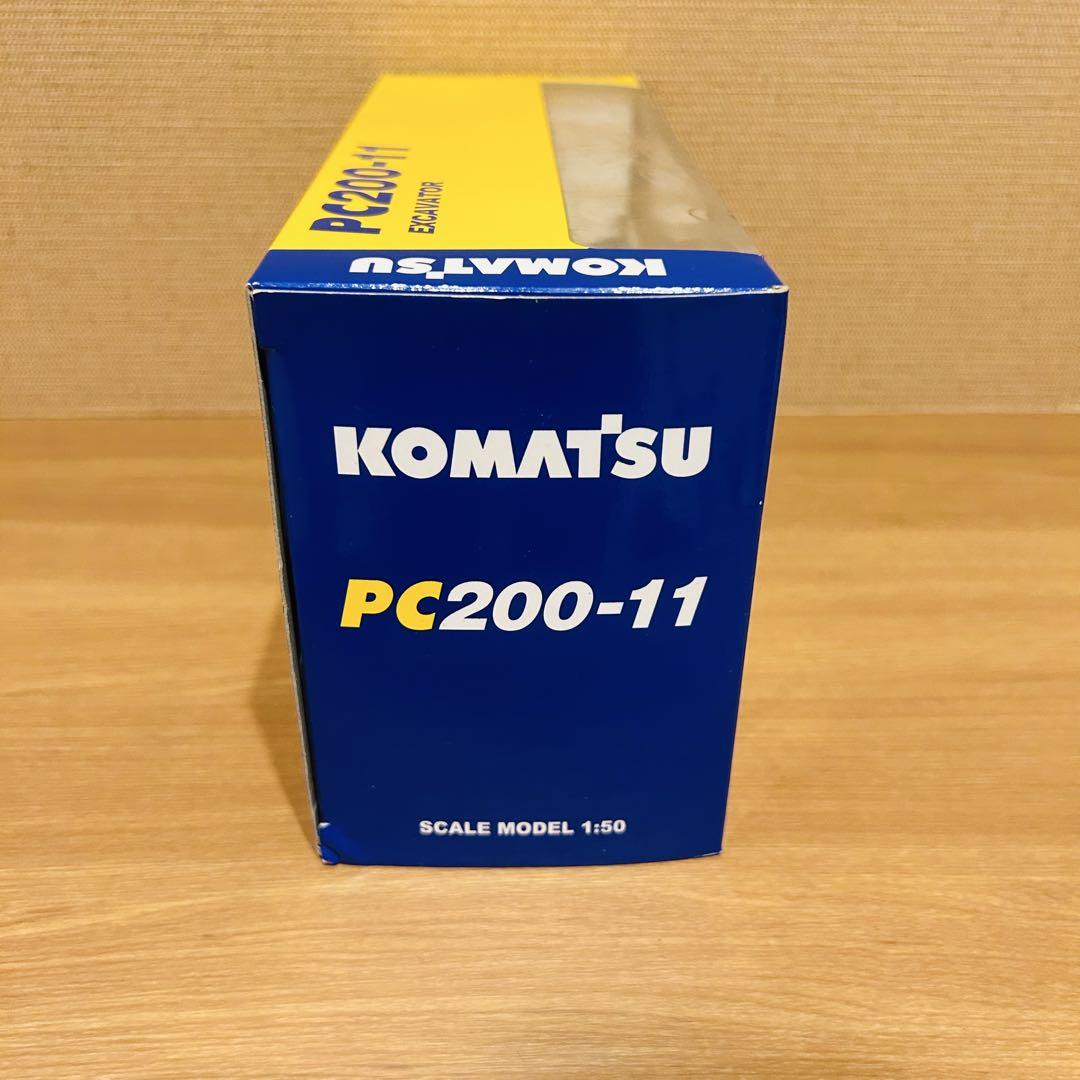 PC200-11
EXCAVATOR
KOMATSU
KOMATSU
PC200-11
SCALE MODEL 1:50